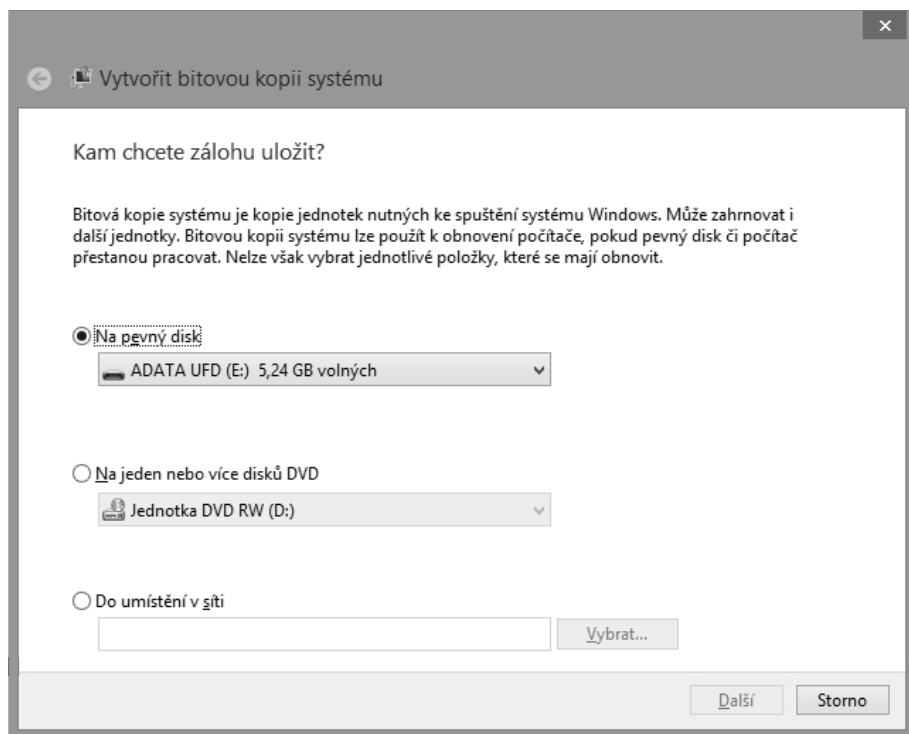 Vytvořit bitovou kopii systému
Kam chcete zálohu uložit?
Bitová kopie systému je kopie jednotek nutných ke spuštění systému Windows. Může zahrnovat i
další jednotky. Bitovou kopii systému lze použít k obnovení počítače, pokud pevný disk či počítač
přestanou pracovat. Nelze však vybrat jednotlivé položky, které se mají obnovit.
Na pevný disk
ADATA UFD (E:) 5,24 GB volných
Na jeden nebo více disků DVD
Jednotka DVD RW (D:)
Do umístění v síti
Vybrat...
Další Storno